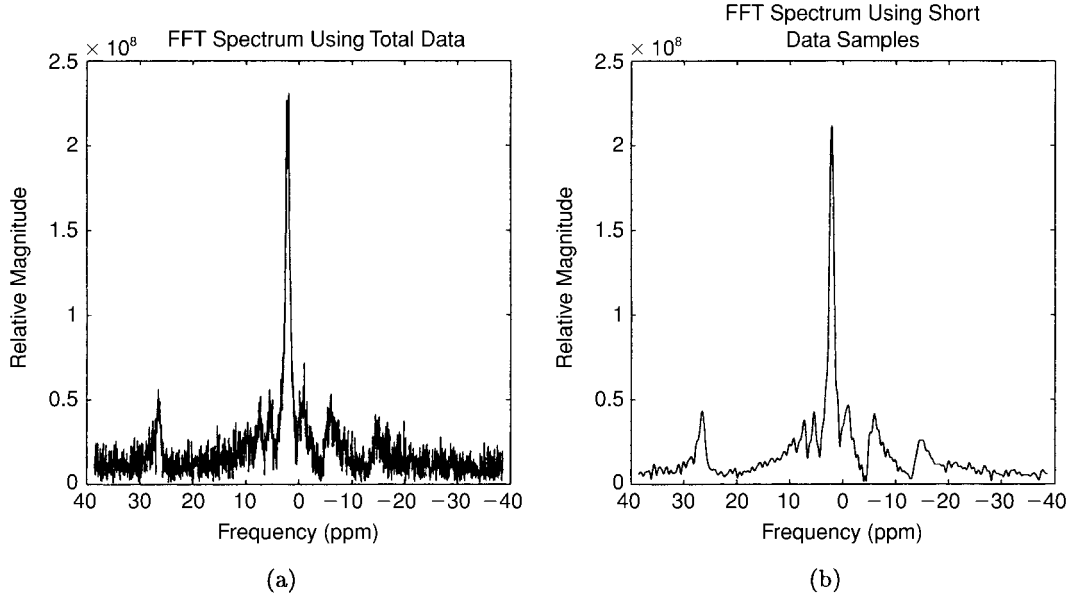 FFT Spectrum Using Total Data
× 10⁸
2.5
2
1.5
1
0.5
0
40 30 20 10 0 −10 −20 −30 −40
Relative Magnitude
Frequency (ppm)
(a)
FFT Spectrum Using Short
Data Samples
× 10⁸
2.5
2
1.5
1
0.5
0
40 30 20 10 0 −10 −20 −30 −40
Relative Magnitude
Frequency (ppm)
(b)